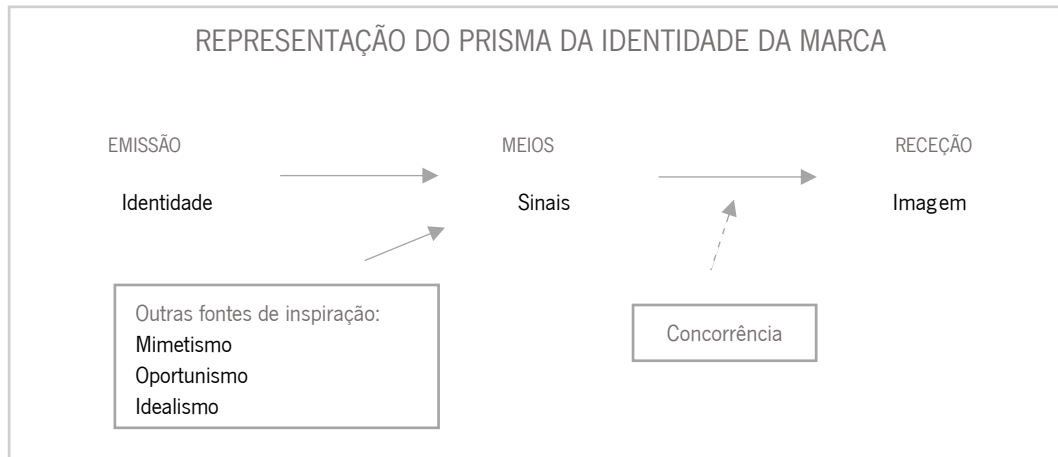 REPRESENTAÇÃO DO PRISMA DA IDENTIDADE DA MARCA
EMISSÃO
MEIOS
RECEÇÃO
Identidade
Sinais
Imagem
Outras fontes de inspiração:
Mimetismo
Oportunismo
Idealismo
Concorrência